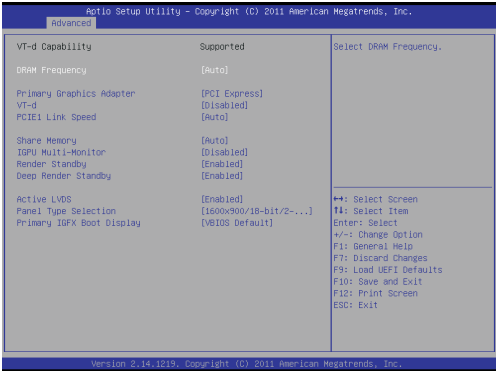 Aptio Setup Utility – Copyright (C) 2011 American Megatrends, Inc.
Advanced
VT-d Capability Supported
DRAM Frequency [Auto]
Primary Graphics Adapter [PCI Express]
VT-d [Disabled]
PCIE1 Link Speed [Auto]
Share Memory [Auto]
IGPU Multi-Monitor [Disabled]
Render Standby [Enabled]
Deep Render Standby [Enabled]
Active LVDS [Enabled]
Panel Type Selection [1600x900/18-bit/2-...]
Primary IGFX Boot Display [VBIOS Default]
Select DRAM Frequency.
←→: Select Screen
↑↓: Select Item
Enter: Select
+/-: Change Option
F1: General Help
F7: Discard Changes
F9: Load UEFI Defaults
F10: Save and Exit
F12: Print Screen
ESC: Exit
Version 2.14.1219. Copyright (C) 2011 American Megatrends, Inc.